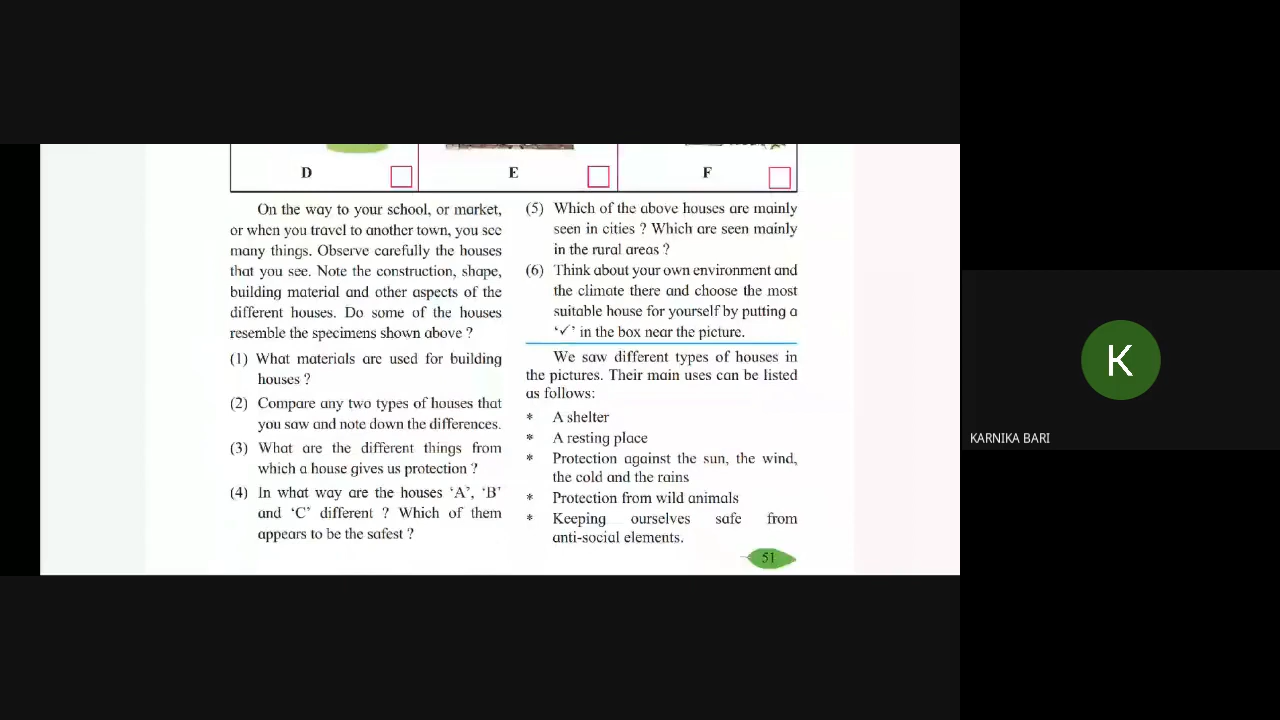 D
E
F
On the way to your school, or market,
or when you travel to another town, you see
many things. Observe carefully the houses
that you see. Note the construction, shape,
building material and other aspects of the
different houses. Do some of the houses
resemble the specimens shown above ?
(1) What materials are used for building
houses ?
(2) Compare any two types of houses that
you saw and note down the differences.
(3) What are the different things from
which a house gives us protection ?
(4) In what way are the houses ‘A’, ‘B’
and ‘C’ different ? Which of them
appears to be the safest ?
(5) Which of the above houses are mainly
seen in cities ? Which are seen mainly
in the rural areas ?
(6) Think about your own environment and
the climate there and choose the most
suitable house for yourself by putting a
‘✓’ in the box near the picture.
We saw different types of houses in
the pictures. Their main uses can be listed
as follows:
* A shelter
* A resting place
* Protection against the sun, the wind,
the cold and the rains
* Protection from wild animals
* Keeping ourselves safe from
anti-social elements.
51
K
KARNIKA BARI